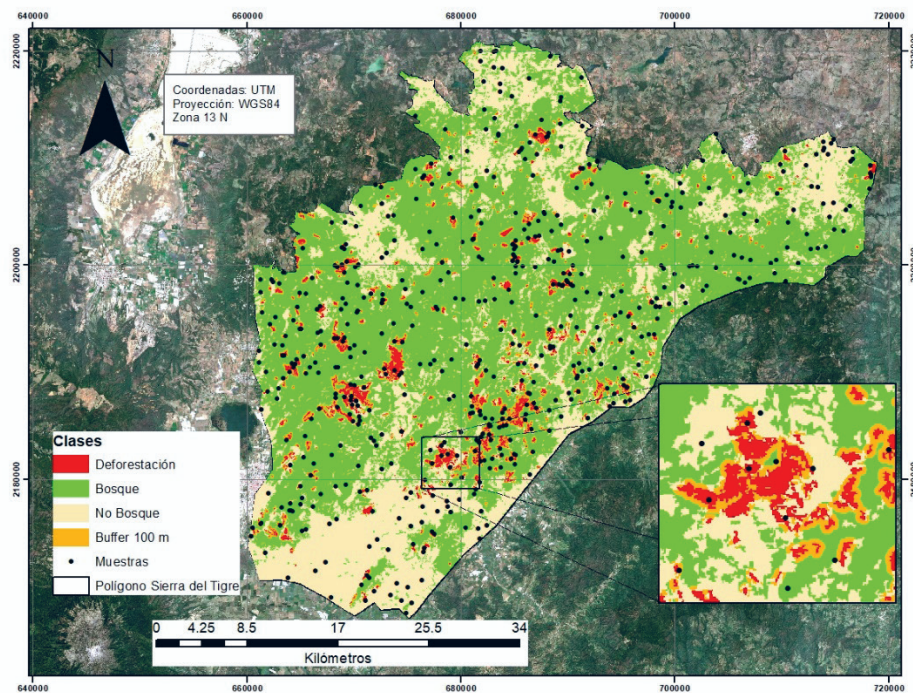 640000 660000 680000 700000 720000
2220000
2220000
N
Coordenadas: UTM
Proyección: WGS84
Zona 13 N
2200000
Clases
Deforestación
Bosque
No Bosque
Buffer 100 m
Muestras
Polígono Sierra del Tigre
2180000
0 4.25 8.5 17 25.5 34
Kilómetros
640000 660000 680000 700000 720000